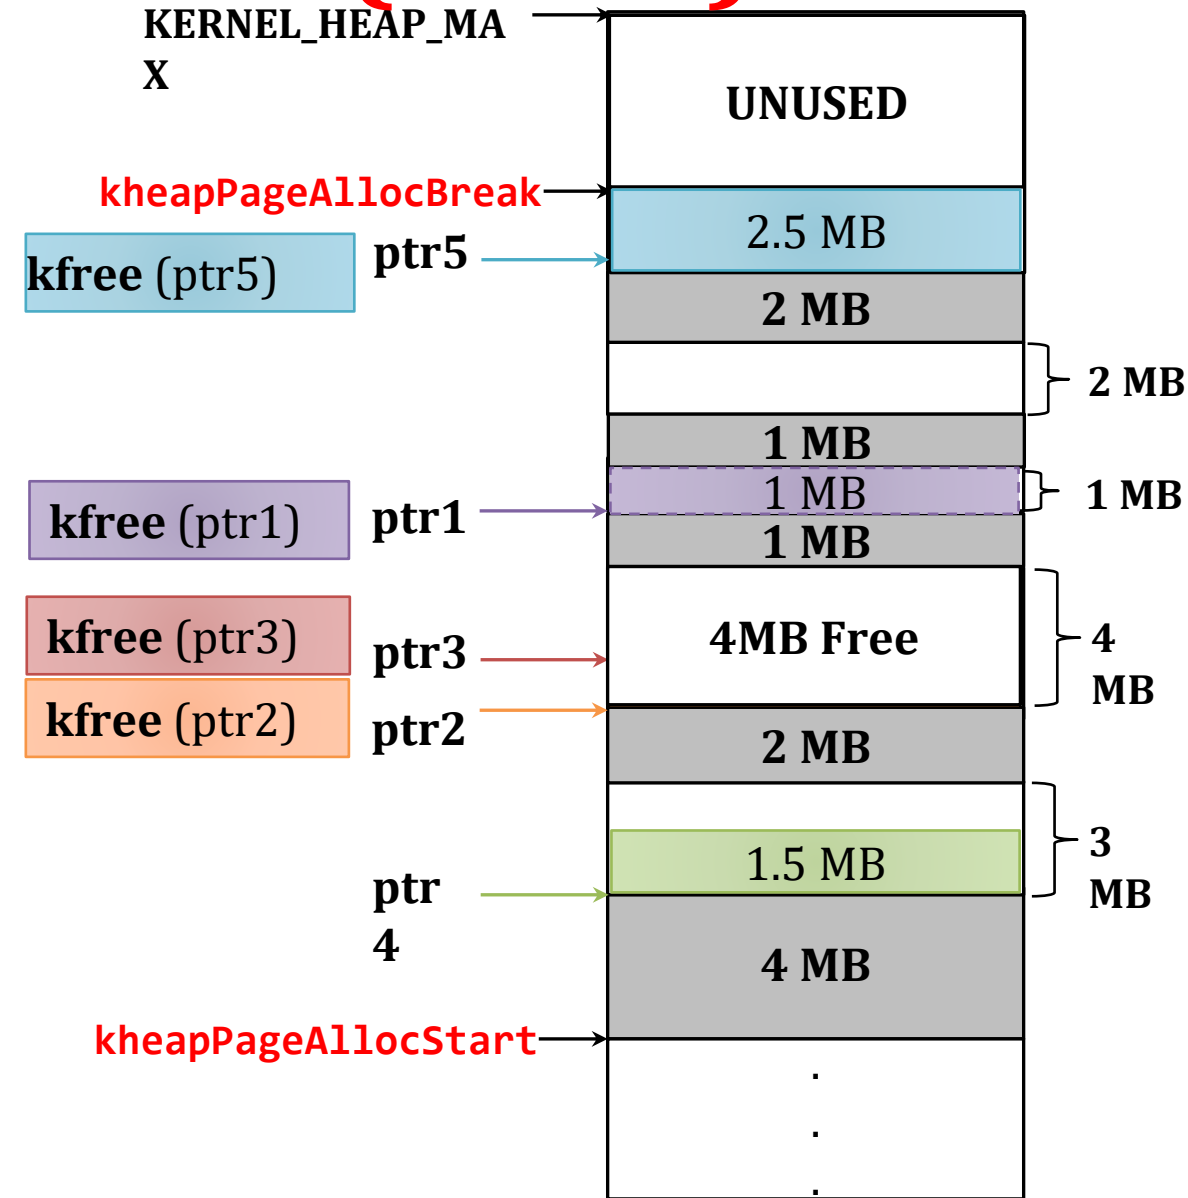 KERNEL_HEAP_MA
X
UNUSED
kheapPageAllocBreak
2.5 MB
ptr5
kfree (ptr5)
2 MB
2 MB
1 MB
1 MB
1 MB
ptr1
kfree (ptr1)
1 MB
4MB Free
4
MB
kfree (ptr3)
ptr3
kfree (ptr2)
ptr2
2 MB
3
MB
1.5 MB
ptr
4
4 MB
kheapPageAllocStart
.
.
.